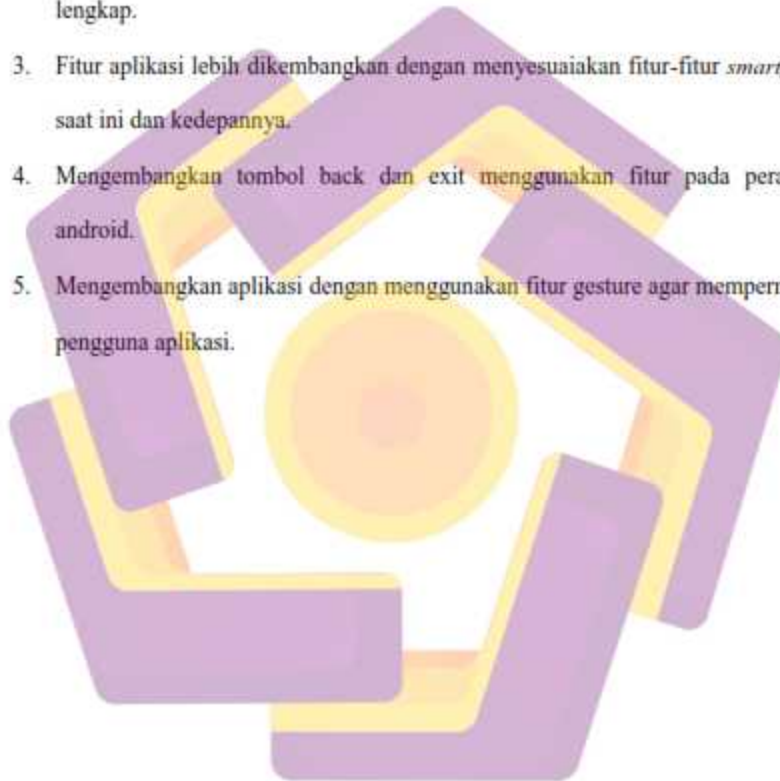 lengkap.
3. Fitur aplikasi lebih dikembangkan dengan menyesuaiakan fitur-fitur smart
saat ini dan kedepannya.
4. Mengembangkan tombol back dan exit menggunakan fitur pada pera
android.
5. Mengembangkan aplikasi dengan menggunakan fitur gesture agar memperm
pengguna aplikasi.